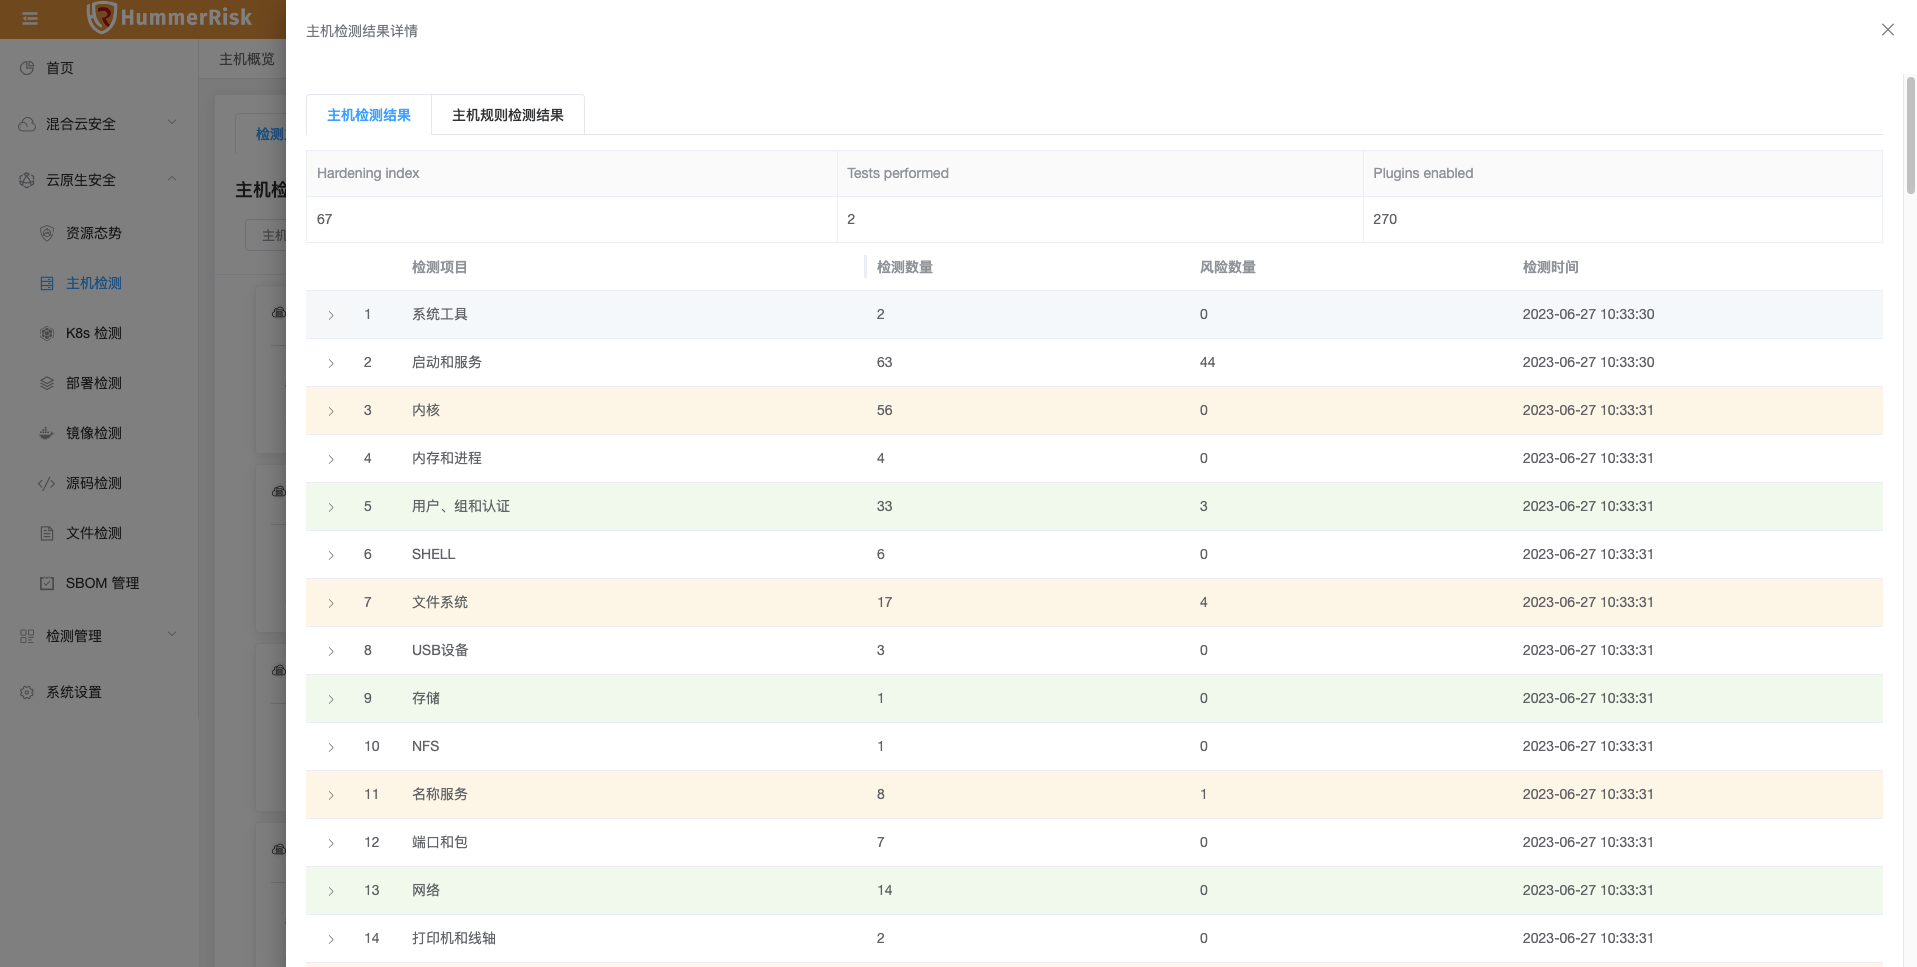 HummerRisk
首页
混合云安全
云原生安全
资源态势
主机检测
K8s 检测
部署检测
镜像检测
源码检测
文件检测
SBOM 管理
检测管理
系统设置
主机概览
检测
主机检
主机
主机检测结果详情
主机检测结果
主机规则检测结果
Hardening index Tests performed Plugins enabled
67 2 270
检测项目 检测数量 风险数量 检测时间
1 系统工具 2 0 2023-06-27 10:33:30
2 启动和服务 63 44 2023-06-27 10:33:30
3 内核 56 0 2023-06-27 10:33:31
4 内存和进程 4 0 2023-06-27 10:33:31
5 用户、组和认证 33 3 2023-06-27 10:33:31
6 SHELL 6 0 2023-06-27 10:33:31
7 文件系统 17 4 2023-06-27 10:33:31
8 USB设备 3 0 2023-06-27 10:33:31
9 存储 1 0 2023-06-27 10:33:31
10 NFS 1 0 2023-06-27 10:33:31
11 名称服务 8 1 2023-06-27 10:33:31
12 端口和包 7 0 2023-06-27 10:33:31
13 网络 14 0 2023-06-27 10:33:31
14 打印机和线轴 2 0 2023-06-27 10:33:31